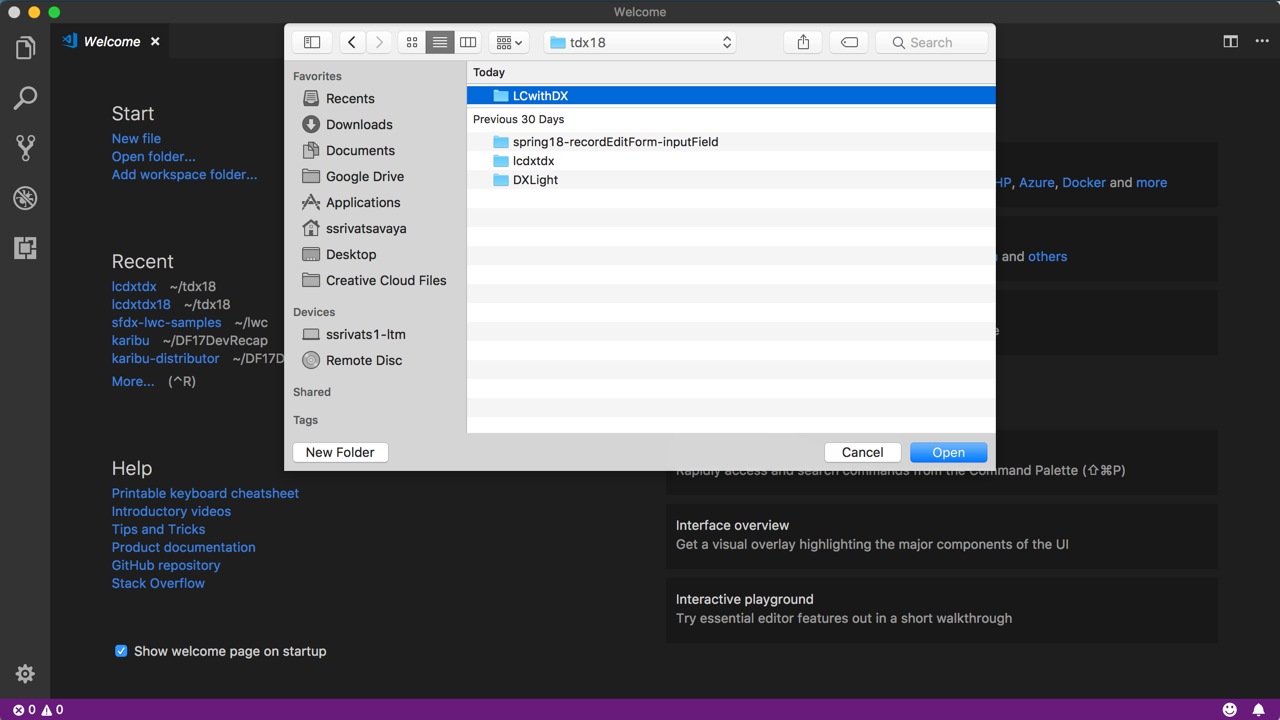 Welcome
Welcome
tdx18
Search
Favorites
Recents
Downloads
Documents
Google Drive
Applications
ssrivatsavaya
Desktop
Creative Cloud Files
Devices
ssrivats1-ltm
Remote Disc
Shared
Tags
Today
LCwithDX
Previous 30 Days
spring18-recordEditForm-inputField
lcdxtdx
DXLight
New Folder
Cancel
Open
Start
New file
Open folder...
Add workspace folder...
Recent
lcdxtdx ~/tdx18
lcdxtdx18 ~/tdx18
sfdx-lwc-samples ~/lwc
karibu ~/DF17DevRecap
karibu-distributor ~/DF17D
More... (^R)
Help
Printable keyboard cheatsheet
Introductory videos
Tips and Tricks
Product documentation
GitHub repository
Stack Overflow
Show welcome page on startup
HP, Azure, Docker and more
and others
Rapidly access and search commands from the Command Palette (⇧⌘P)
Interface overview
Get a visual overlay highlighting the major components of the UI
Interactive playground
Try essential editor features out in a short walkthrough
0 0